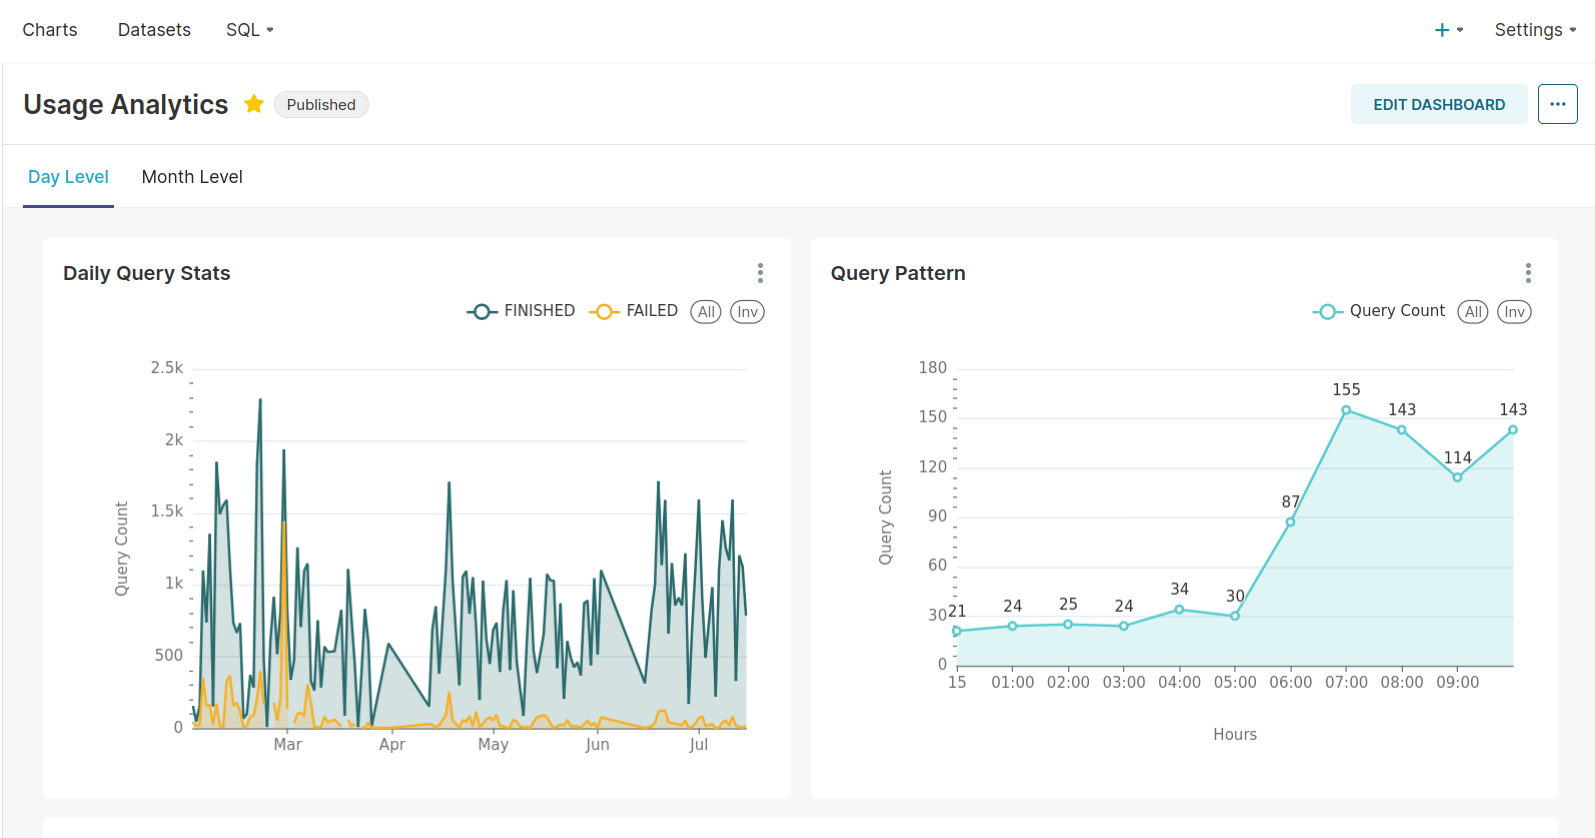 Charts Datasets SQL Settings
Usage Analytics Published EDIT DASHBOARD
Day Level Month Level
Daily Query Stats
FINISHED FAILED All Inv
2.5k
2k
1.5k
1k
500
0
Query Count
Mar Apr May Jun Jul
Query Pattern
Query Count All Inv
180
150
120
90
60
30
0
Query Count
21 24 25 24 34 30 87 155 143 114 143
15 01:00 02:00 03:00 04:00 05:00 06:00 07:00 08:00 09:00
Hours